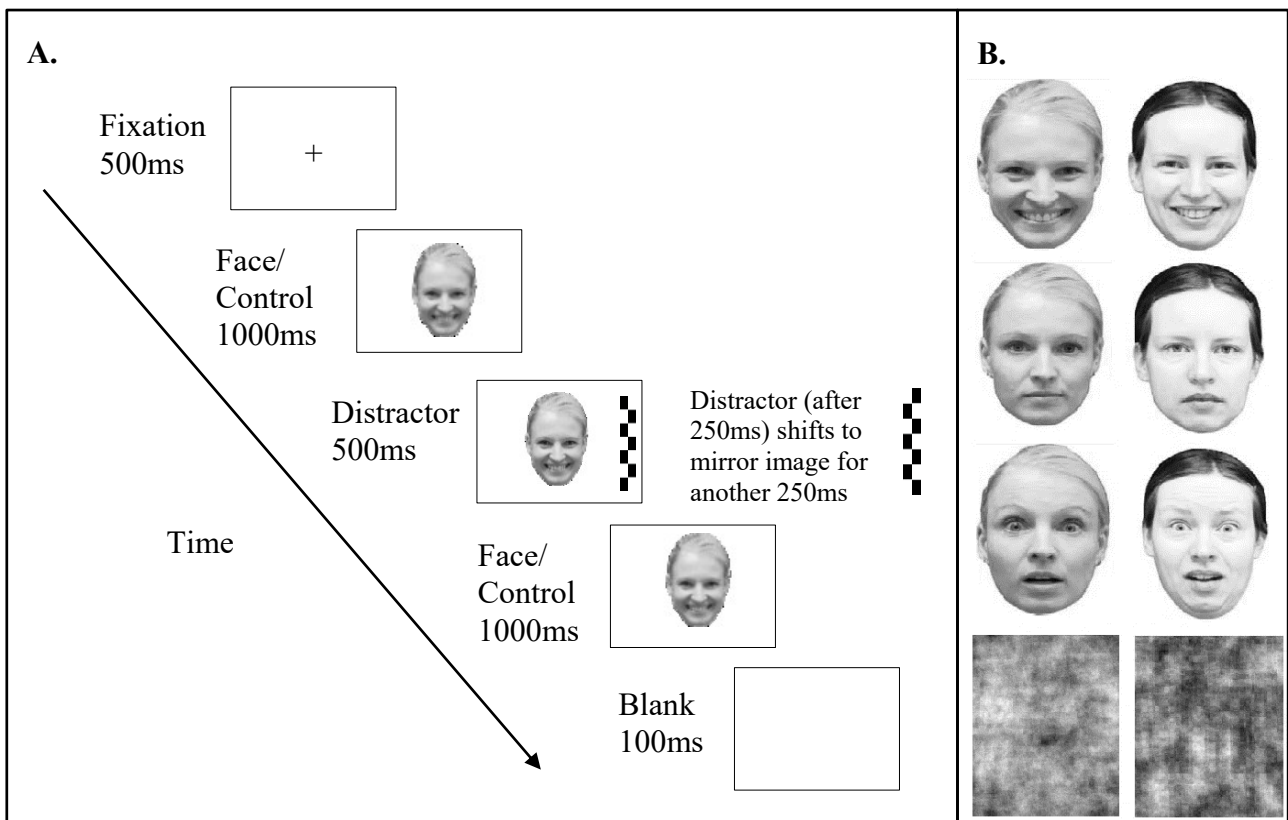 A.
Fixation
500ms
Face/
Control
1000ms
Distractor
500ms
Distractor (after
250ms) shifts to
mirror image for
another 250ms
Time
Face/
Control
1000ms
Blank
100ms
B.